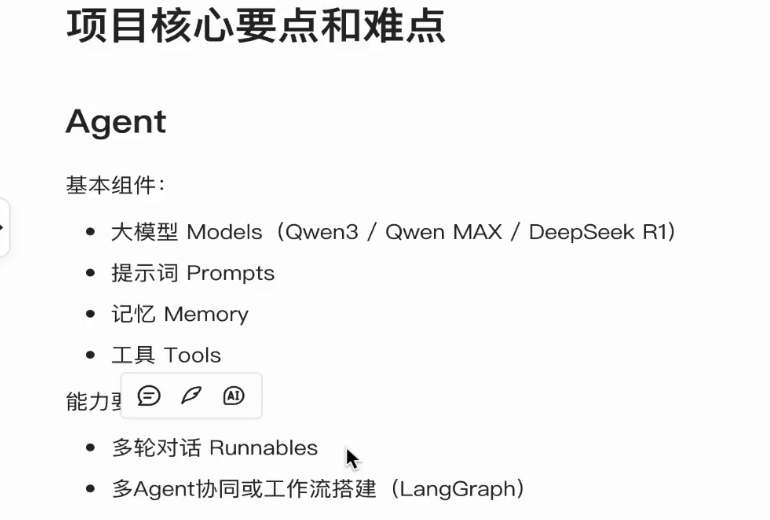 项目核心要点和难点
Agent
基本组件：
大模型 Models（Qwen3 / Qwen MAX / DeepSeek R1）
提示词 Prompts
记忆 Memory
工具 Tools
能力
AI
多轮对话 Runnables
多Agent协同或工作流搭建（LangGraph）